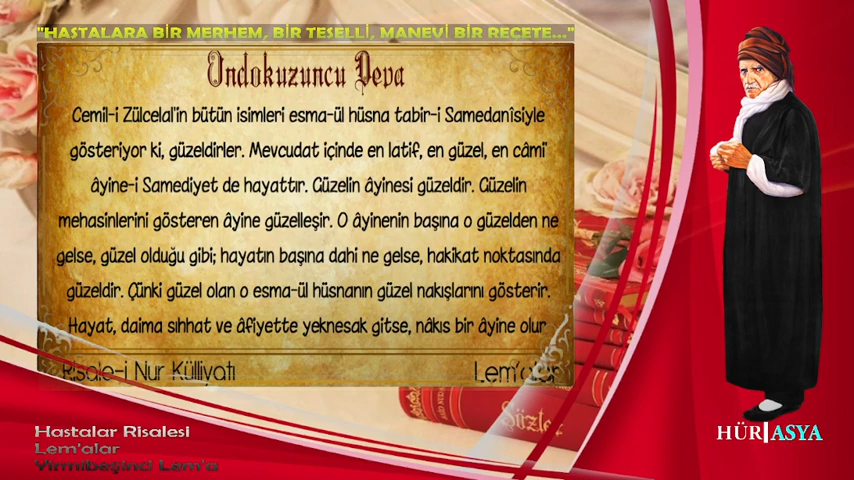 "HASTALARA BİR MERHEM, BİR TESELLİ, MANEVİ BİR REÇETE..."
Ondokuzuncu Deva
Cemil-i Zülcelal'in bütün isimleri esma-ül hüsna tabir-i Samedanîsiyle
gösteriyor ki, güzeldirler. Mevcudat içinde en latif, en güzel, en câmi'
âyine-i Samediyet de hayattır. Güzelin âyinesi güzeldir. Güzelin
mehasinlerini gösteren âyine güzelleşir. O âyinenin başına o güzelden ne
gelse, güzel olduğu gibi; hayatın başına dahi ne gelse, hakikat noktasında
güzeldir. Çünki güzel olan o esma-ül hüsnanın güzel nakışlarını gösterir.
Hayat, daima sıhhat ve âfiyette yeknesak gitse, nâkıs bir âyine olur
Risale-i Nur Külliyatı
Lem'alar
Sözler
Hastalar Risalesi
Lem'alar
Yirmibeşinci Lem'a
HÜR ASYA